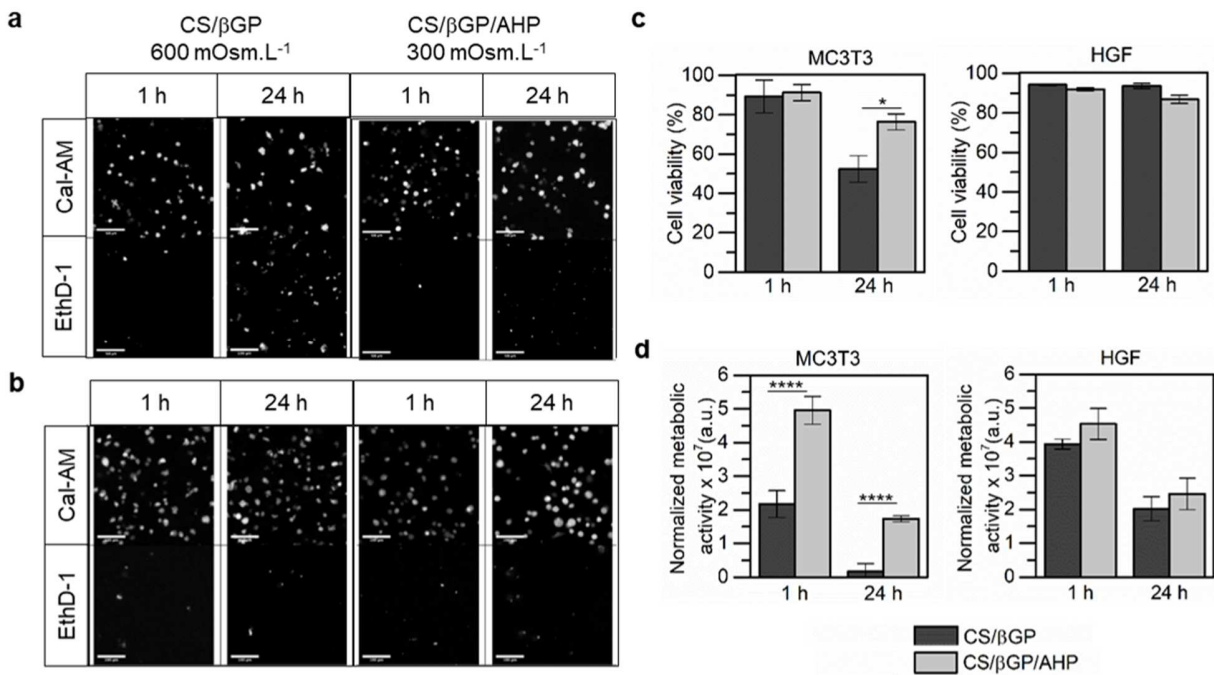 a
CS/βGP
600 mOsm.L⁻¹
CS/βGP/AHP
300 mOsm.L⁻¹
1 h
24 h
1 h
24 h
Cal-AM
EthD-1
b
1 h
24 h
1 h
24 h
Cal-AM
EthD-1
c
MC3T3
Cell viability (%)
100
80
60
40
20
0
*
1 h
24 h
HGF
Cell viability (%)
100
80
60
40
20
0
1 h
24 h
d
MC3T3
Normalized metabolic
activity x 10⁷(a.u.)
6
5
4
3
2
1
0
****
****
1 h
24 h
HGF
Normalized metabolic
activity x 10⁷ (a.u.)
6
5
4
3
2
1
0
1 h
24 h
CS/βGP
CS/βGP/AHP